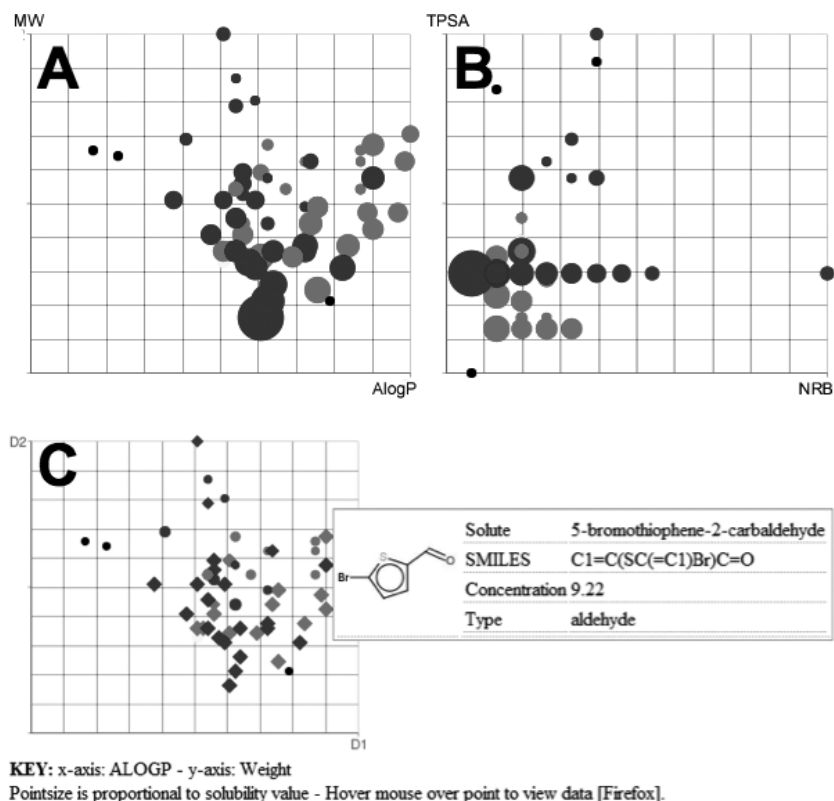 MW
TPSA
A
B
AlogP
NRB
D2
C
D1
S
Br
O
Solute 5-bromothiophene-2-carbaldehyde
SMILES C1=C(SC(=C1)Br)C=O
Concentration 9.22
Type aldehyde
KEY: x-axis: ALOGP - y-axis: Weight
Pointsize is proportional to solubility value - Hover mouse over point to view data [Firefox].